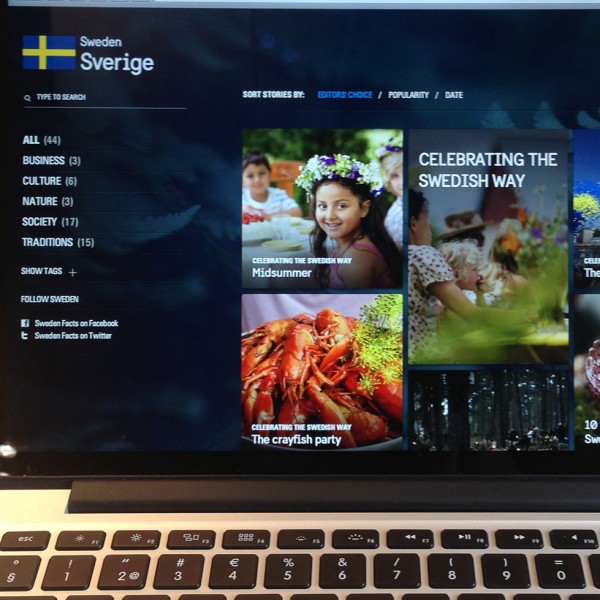 Sweden
Sverige
TYPE TO SEARCH
SORT STORIES BY: EDITORS' CHOICE / POPULARITY / DATE
ALL (44)
BUSINESS (3)
CULTURE (6)
NATURE (3)
SOCIETY (17)
TRADITIONS (15)
SHOW TAGS +
FOLLOW SWEDEN
Sweden Facts on Facebook
Sweden Facts on Twitter
CELEBRATING THE SWEDISH WAY
Midsummer
CELEBRATING THE
SWEDISH WAY
CELE
The
CELEBRATING THE SWEDISH WAY
The crayfish party
10
Swe
esc F1 F2 F3 F4 F5 F6 F7 F8 F9 F10
§ ! 1 " 2 @ # 3 € 4 % 5 & 6 / 7 ( 8 ) 9 = 0